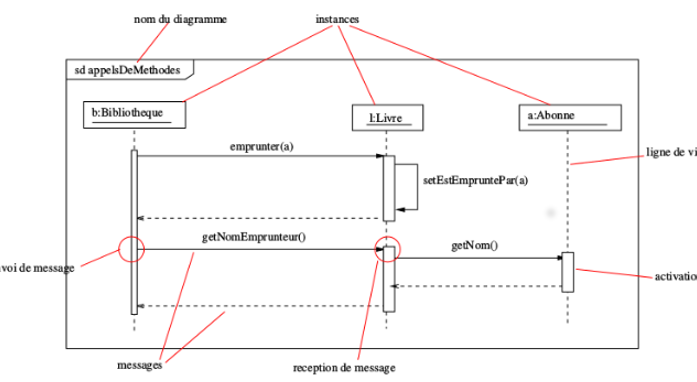 nom du diagramme
instances
sd appelsDeMethodes
b:Bibliotheque
l:Livre
a:Abonne
emprunter(a)
ligne de vi
setEstEmpruntePar(a)
getNomEmprunteur()
getNom()
voi de message
activatio
messages
reception de message